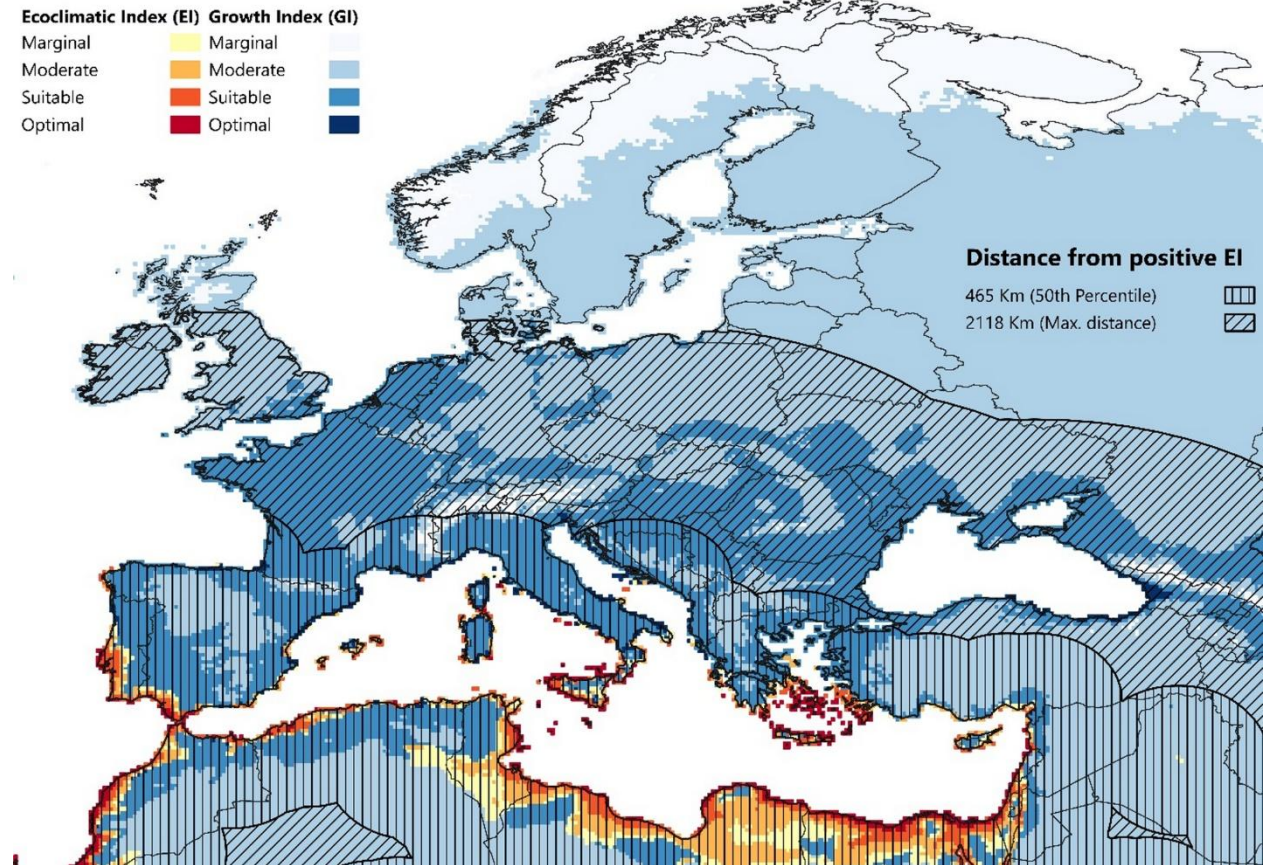 Ecoclimatic Index (EI) Growth Index (GI)
Marginal Marginal
Moderate Moderate
Suitable Suitable
Optimal Optimal
Distance from positive EI
465 Km (50th Percentile)
2118 Km (Max. distance)